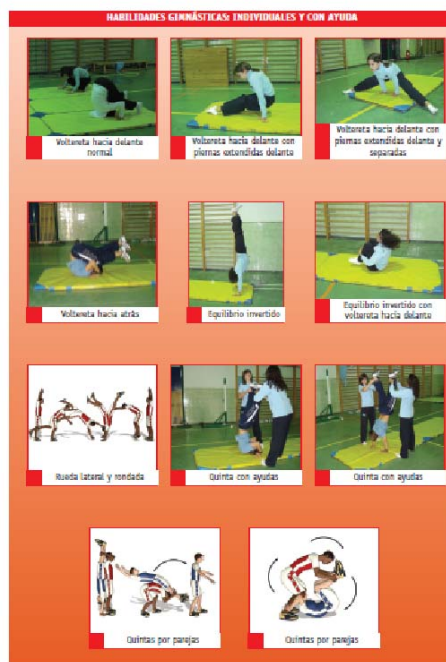 HABILIDADES GIMNÁSTICAS: INDIVIDUALES Y CON AYUDA
Voltereta hacia delante
normal
Voltereta hacia delante con
piernas extendidas delante
Voltereta hacia delante con
piernas extendidas delante y
separadas
Voltereta hacia atrás
Equilibrio invertido
Equilibrio invertido con
voltereta hacia delante
Rueda lateral y rondada
Quinta con ayudas
Quinta con ayudas
Quintas por parejas
Quintas por parejas